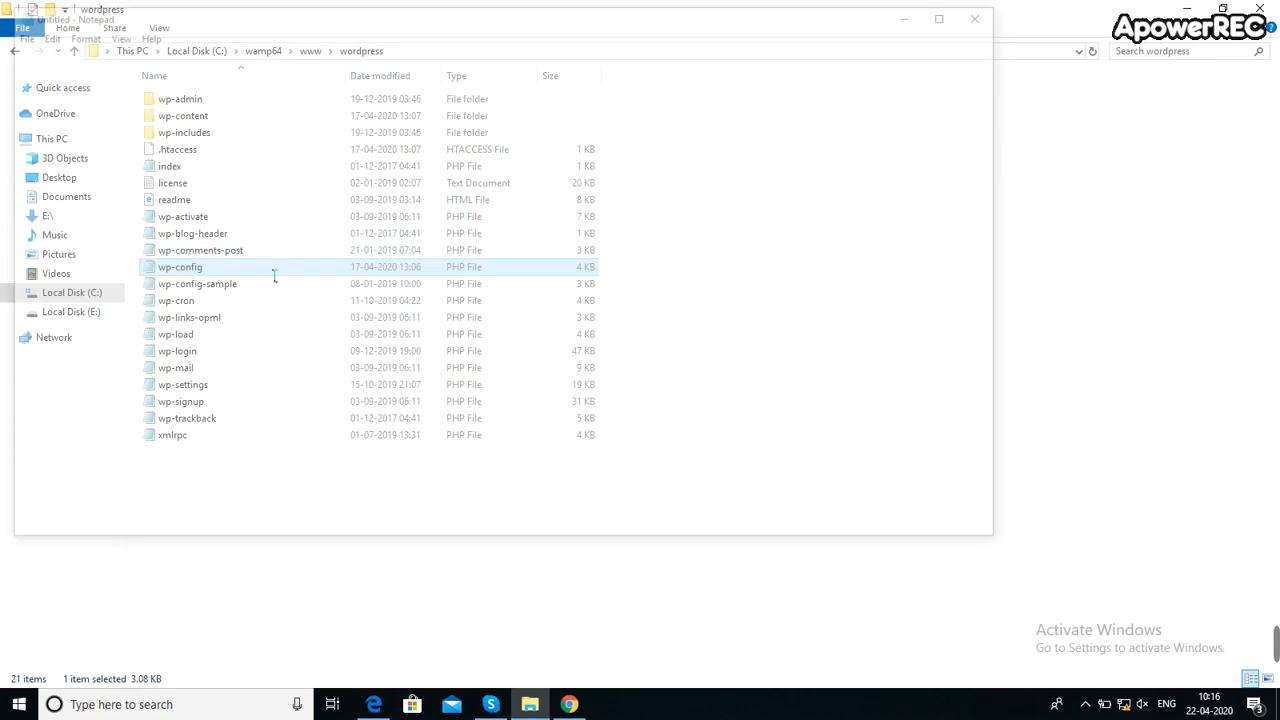 wordpress
Untitled - Notepad
File Home Share View
File Edit Format View Help
ApowerREC
This PC Local Disk (C:) wamp64 www wordpress
Search wordpress
Name Date modified Type Size
Quick access
OneDrive
This PC
3D Objects
Desktop
Documents
E:\
Music
Pictures
Videos
Local Disk (C:)
Local Disk (E:)
Network
wp-admin 19-12-2019 03:46 File folder
wp-content 17-04-2020 13:07 File folder
wp-includes 19-12-2019 03:46 File folder
.htaccess 17-04-2020 13:07 HTACCESS File 1 KB
index 01-12-2017 04:41 PHP File 1 KB
license 02-01-2019 02:07 Text Document 20 KB
readme 03-09-2019 03:14 HTML File 8 KB
wp-activate 03-09-2019 06:11 PHP File 7 KB
wp-blog-header 01-12-2017 04:41 PHP File 1 KB
wp-comments-post 21-01-2019 07:04 PHP File 3 KB
wp-config 17-04-2020 13:06 PHP File 4 KB
wp-config-sample 08-01-2019 10:00 PHP File 3 KB
wp-cron 11-10-2019 04:22 PHP File 4 KB
wp-links-opml 03-09-2019 06:11 PHP File 3 KB
wp-load 03-09-2019 06:11 PHP File 4 KB
wp-login 09-12-2019 19:00 PHP File 47 KB
wp-mail 03-09-2019 06:11 PHP File 9 KB
wp-settings 15-10-2019 21:07 PHP File 19 KB
wp-signup 03-09-2019 06:11 PHP File 31 KB
wp-trackback 01-12-2017 04:41 PHP File 5 KB
xmlrpc 01-07-2019 13:31 PHP File 4 KB
Activate Windows
Go to Settings to activate Windows.
21 items 1 item selected 3.08 KB
Type here to search
ENG
10:16
22-04-2020
3